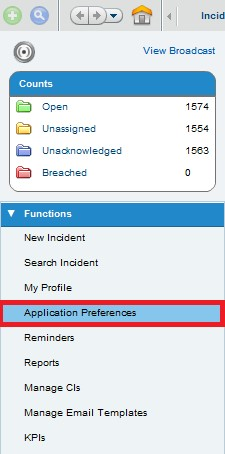 Incid
View Broadcast
Counts
Open 1574
Unassigned 1554
Unacknowledged 1563
Breached 0
Functions
New Incident
Search Incident
My Profile
Application Preferences
Reminders
Reports
Manage CIs
Manage Email Templates
KPIs